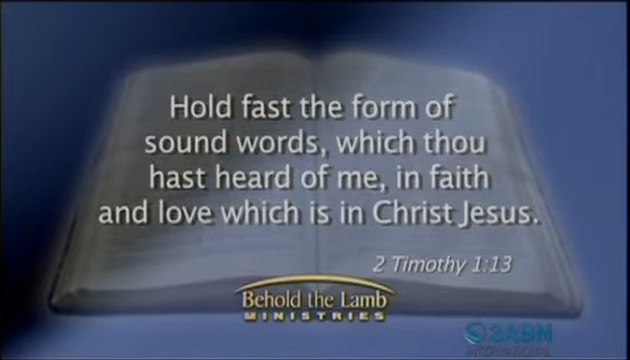 Hold fast the form of
sound words, which thou
hast heard of me, in faith
and love which is in Christ Jesus.
2 Timothy 1:13
Behold the Lamb
MINISTRIES
3ABN